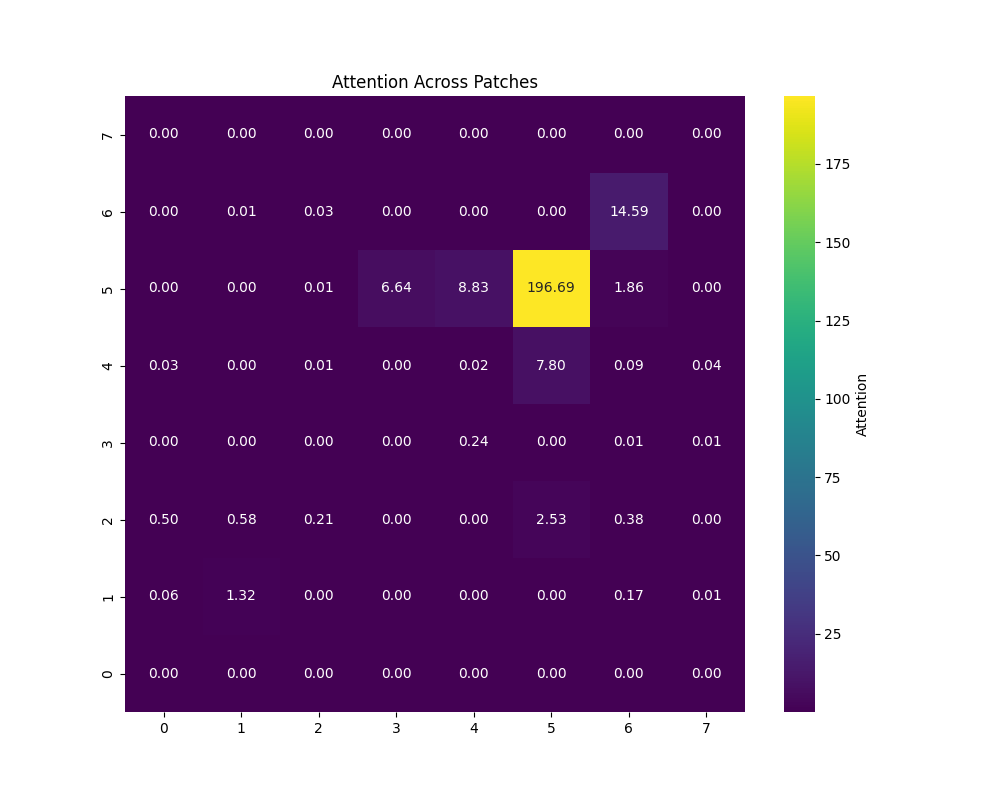 Attention Across Patches
7 0.00 0.00 0.00 0.00 0.00 0.00 0.00 0.00
6 0.00 0.01 0.03 0.00 0.00 0.00 14.59 0.00
5 0.00 0.00 0.01 6.64 8.83 196.69 1.86 0.00
4 0.03 0.00 0.01 0.00 0.02 7.80 0.09 0.04
3 0.00 0.00 0.00 0.00 0.24 0.00 0.01 0.01
2 0.50 0.58 0.21 0.00 0.00 2.53 0.38 0.00
1 0.06 1.32 0.00 0.00 0.00 0.00 0.17 0.01
0 0.00 0.00 0.00 0.00 0.00 0.00 0.00 0.00
0 1 2 3 4 5 6 7
175
150
125
100
75
50
25
Attention